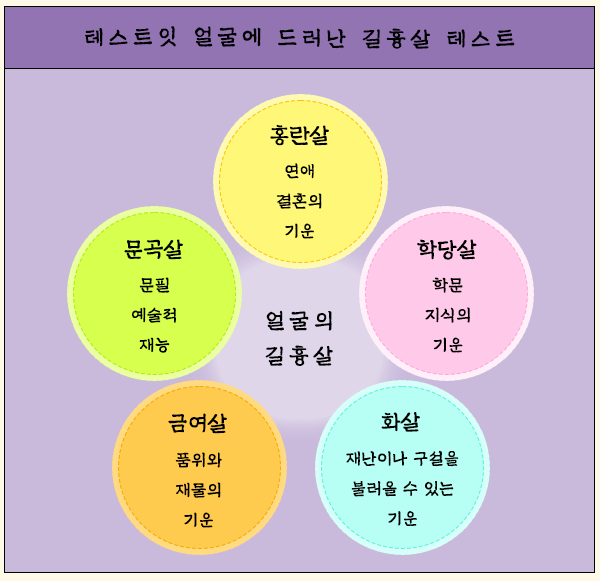 테스트잇 얼굴에 드러난 길흉살 테스트
홍란살
연애
결혼의
기운
문곡살
문필
예술적
재능
학당살
학문
지식의
기운
얼굴의
길흉살
금여살
품위와
재물의
기운
화살
재난이나 구설을
불러올 수 있는
기운